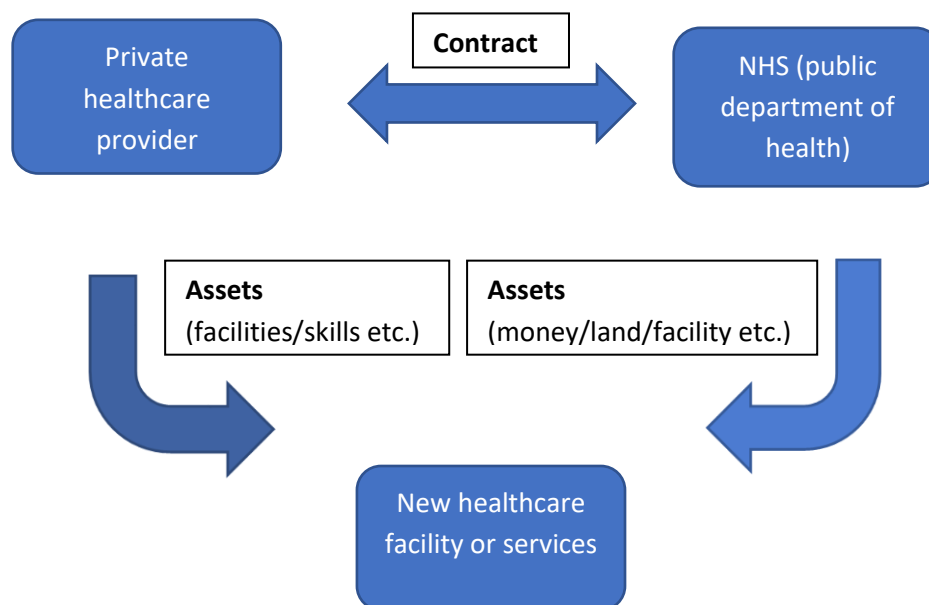 Private
healthcare
provider
Contract
NHS (public
department of
health)
Assets
(facilities/skills etc.)
Assets
(money/land/facility etc.)
New healthcare
facility or services